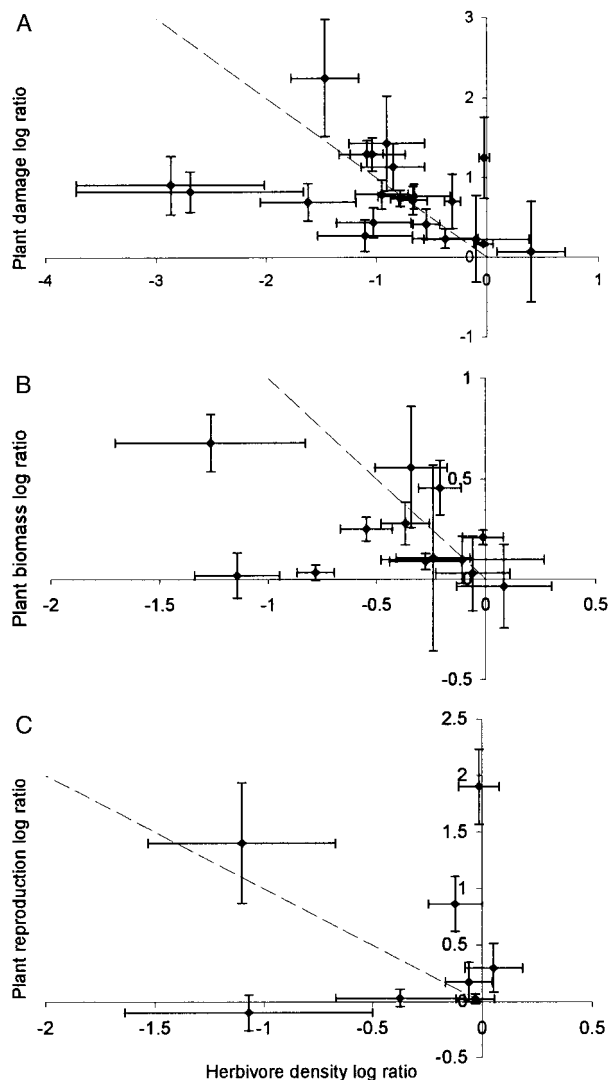 A
Plant damage log ratio
3
2
1
0
-1
-4 -3 -2 -1 0 1
B
Plant biomass log ratio
1
0.5
0
-0.5
-2 -1.5 -1 -0.5 0 0.5
C
Plant reproduction log ratio
2.5
2
1.5
1
0.5
0
-0.5
-2 -1.5 -1 -0.5 0 0.5
Herbivore density log ratio